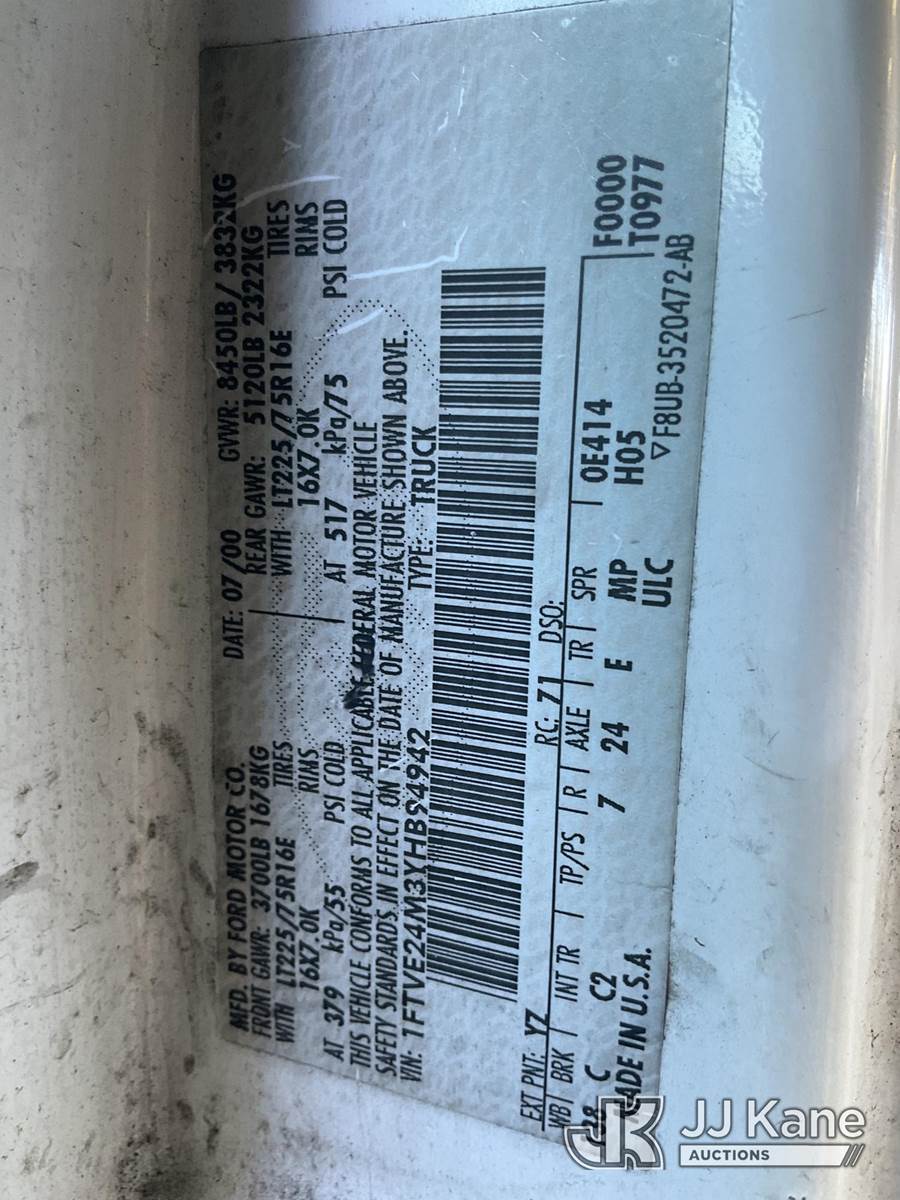 MFD. BY FORD MOTOR CO. DATE: 07/00 GVWR: 8450LB/ 3832KG
FRONT GAWR: 3700LB 1678KG REAR GAWR: 5120LB 2322KG
WITH LT225/75R16E TIRES WITH LT225/75R16E TIRES
16X7.0K RIMS 16X7.0K RIMS
AT 379 kPa/55 PSI COLD AT 517 kPa/75 PSI COLD
THIS VEHICLE CONFORMS TO ALL APPLICABLE FEDERAL MOTOR VEHICLE
SAFETY STANDARDS IN EFFECT ON THE DATE OF MANUFACTURE SHOWN ABOVE.
VIN: 1FTVE24M3YHB94942 TYPE: TRUCK
EXT PNT: YZ RC: 71 DSO:
WB BRK INT TR TP/PS R AXLE TR SPR 0E414 F0000
38 C C2 7 24 E MP H05 T0977
MADE IN U.S.A. ULC ▽F8UB-3520472-AB
JK JJ Kane
AUCTIONS